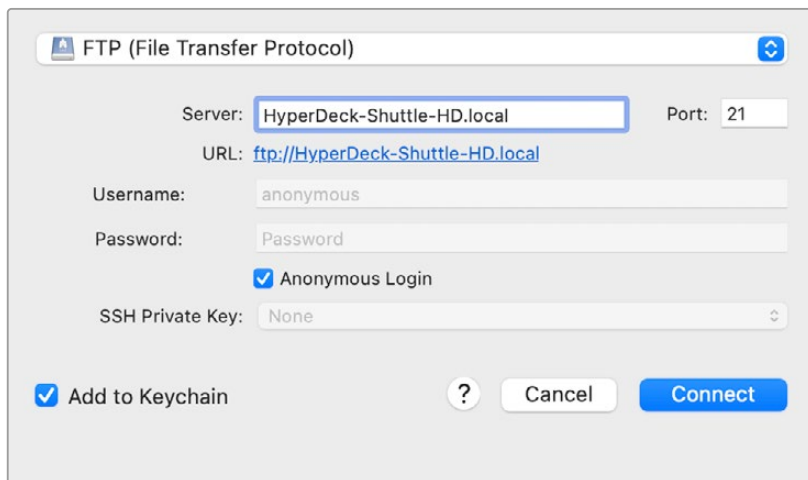 FTP (File Transfer Protocol)
Server: HyperDeck-Shuttle-HD.local Port: 21
URL: ftp://HyperDeck-Shuttle-HD.local
Username: anonymous
Password: Password
Anonymous Login
SSH Private Key: None
Add to Keychain ? Cancel Connect